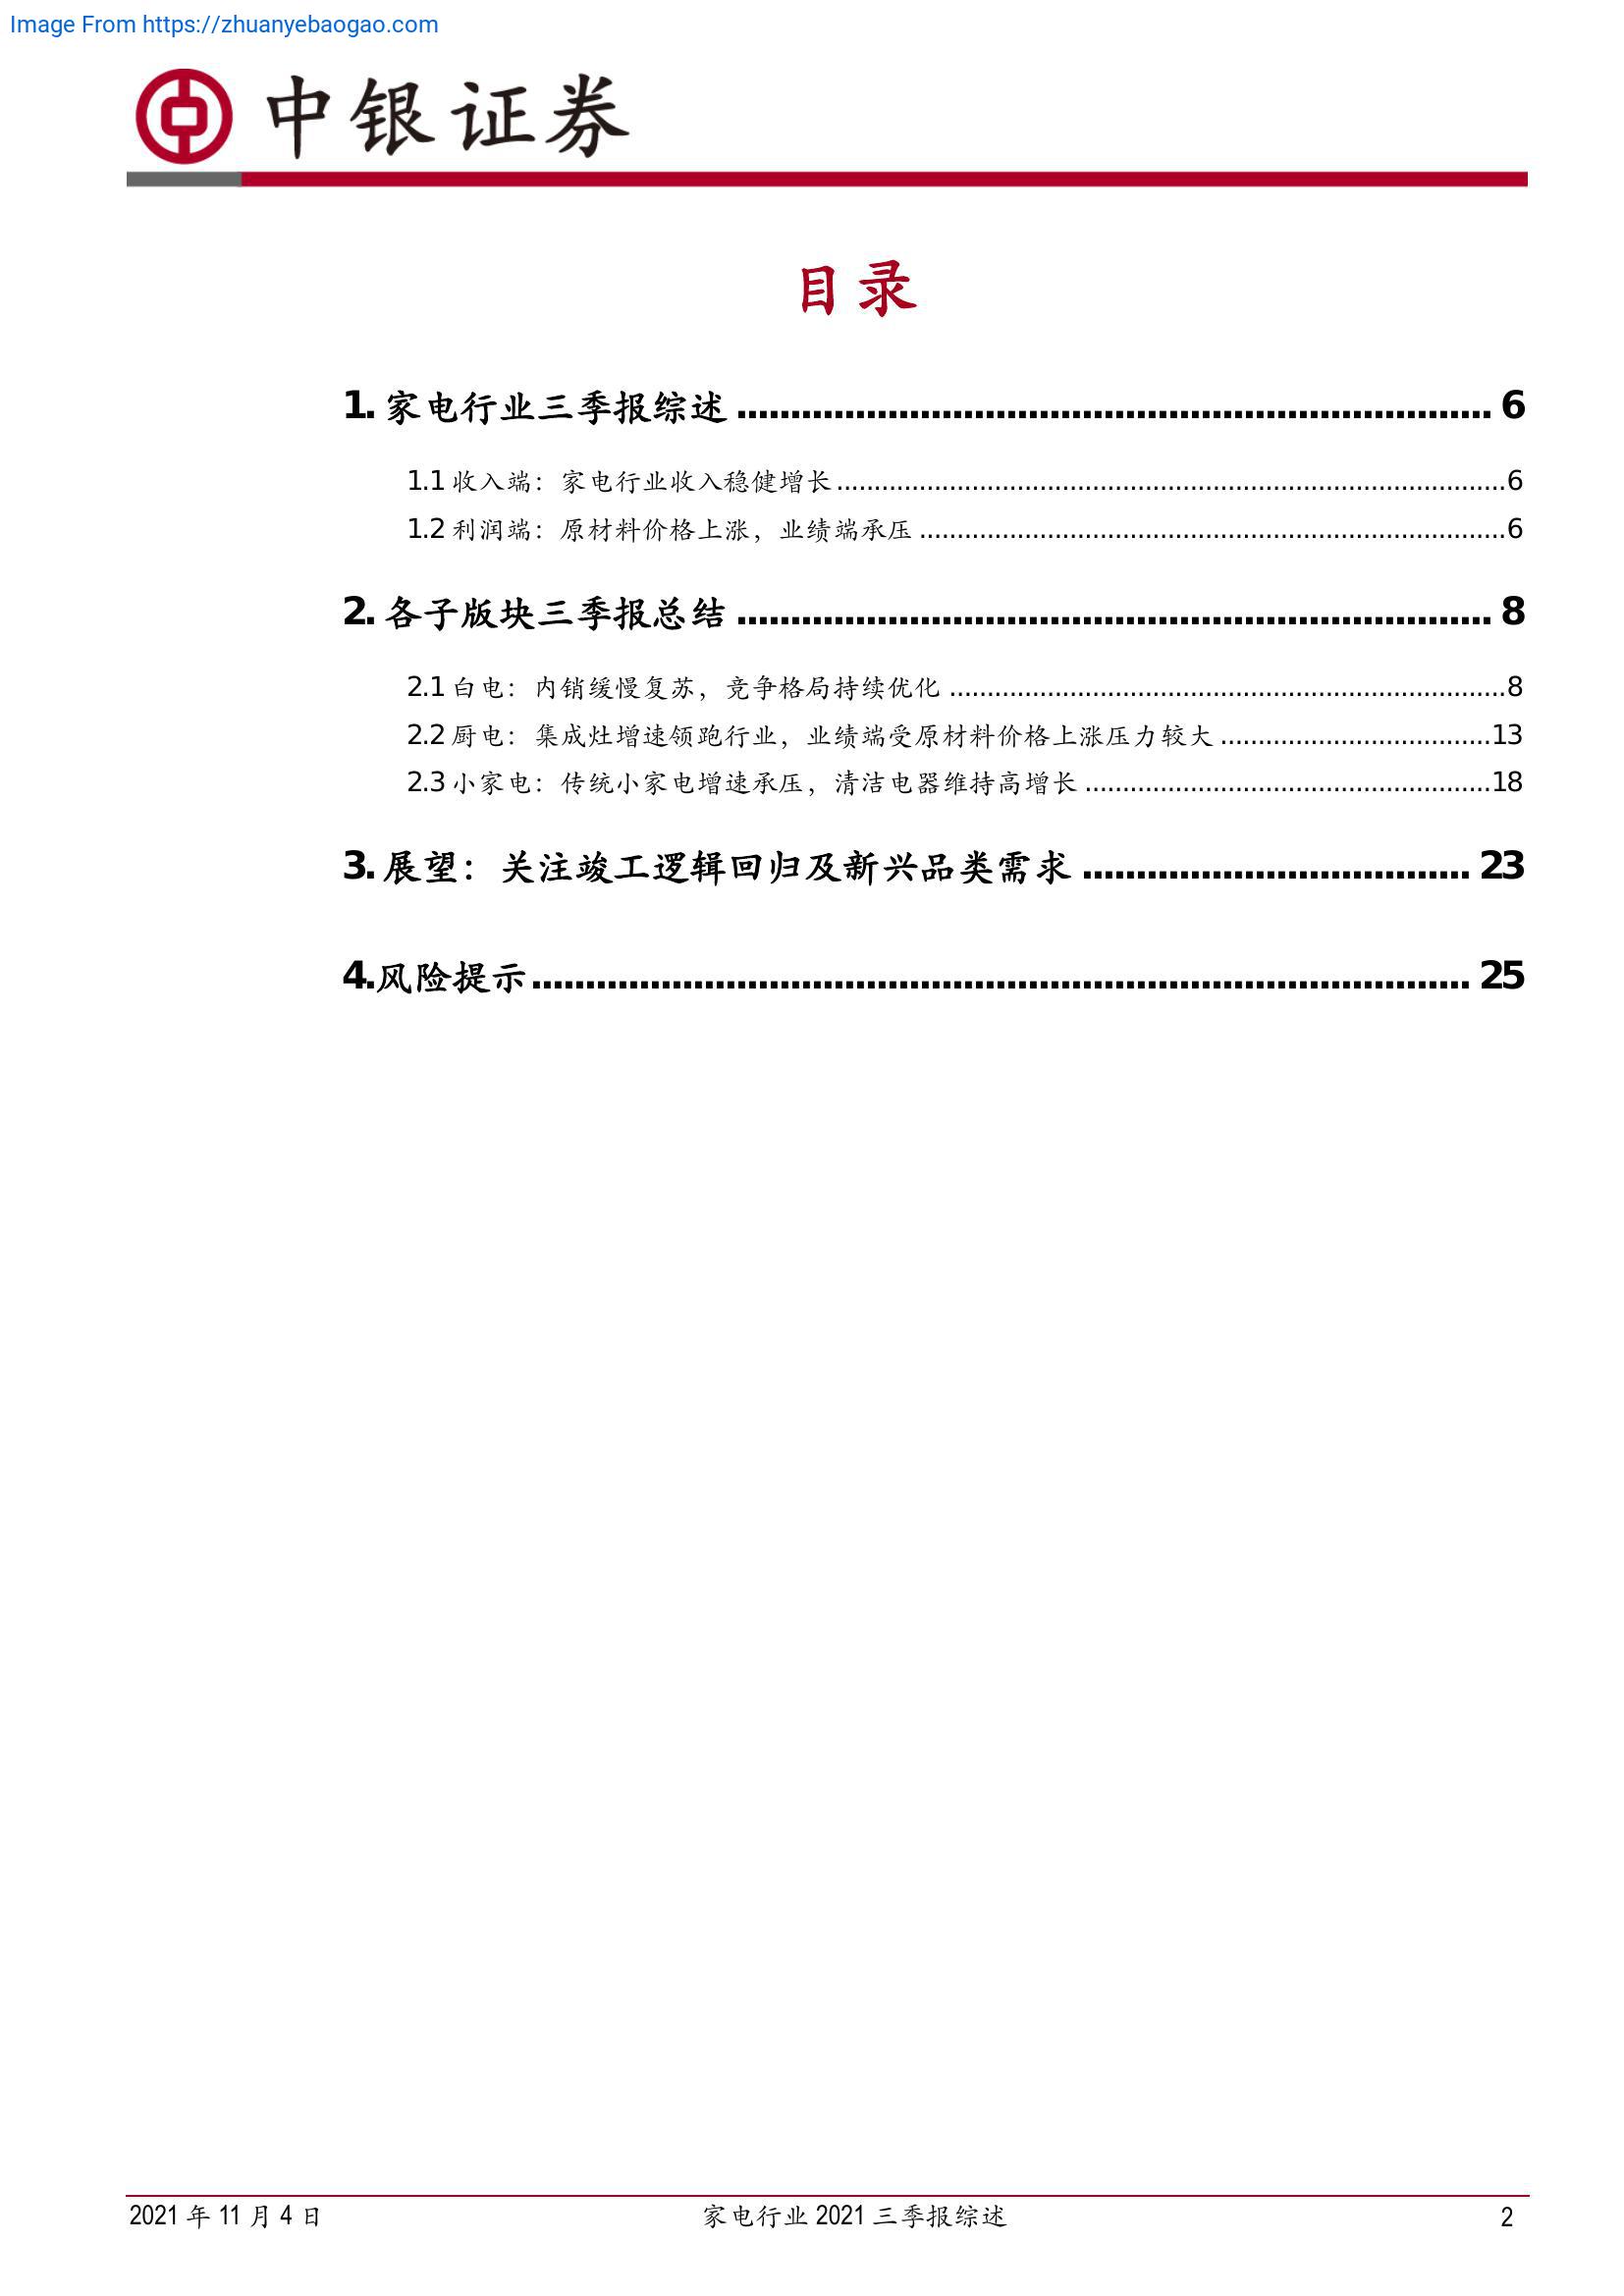 Image From https://zhuanyebaogao.com
中银证券
目录
1. 家电行业三季报综述 ...................................................................... 6
1.1 收入端：家电行业收入稳健增长 ..........................................................................................6
1.2 利润端：原材料价格上涨，业绩端承压 ..............................................................................6
2. 各子版块三季报总结 ...................................................................... 8
2.1 白电：内销缓慢复苏，竞争格局持续优化 ..........................................................................8
2.2 厨电：集成灶增速领跑行业，业绩端受原材料价格上涨压力较大 ....................................13
2.3 小家电：传统小家电增速承压，清洁电器维持高增长 ......................................................18
3. 展望：关注竣工逻辑回归及新兴品类需求 .................................... 23
4.风险提示....................................................................................... 25
2021 年 11 月 4 日
家电行业 2021 三季报综述
2